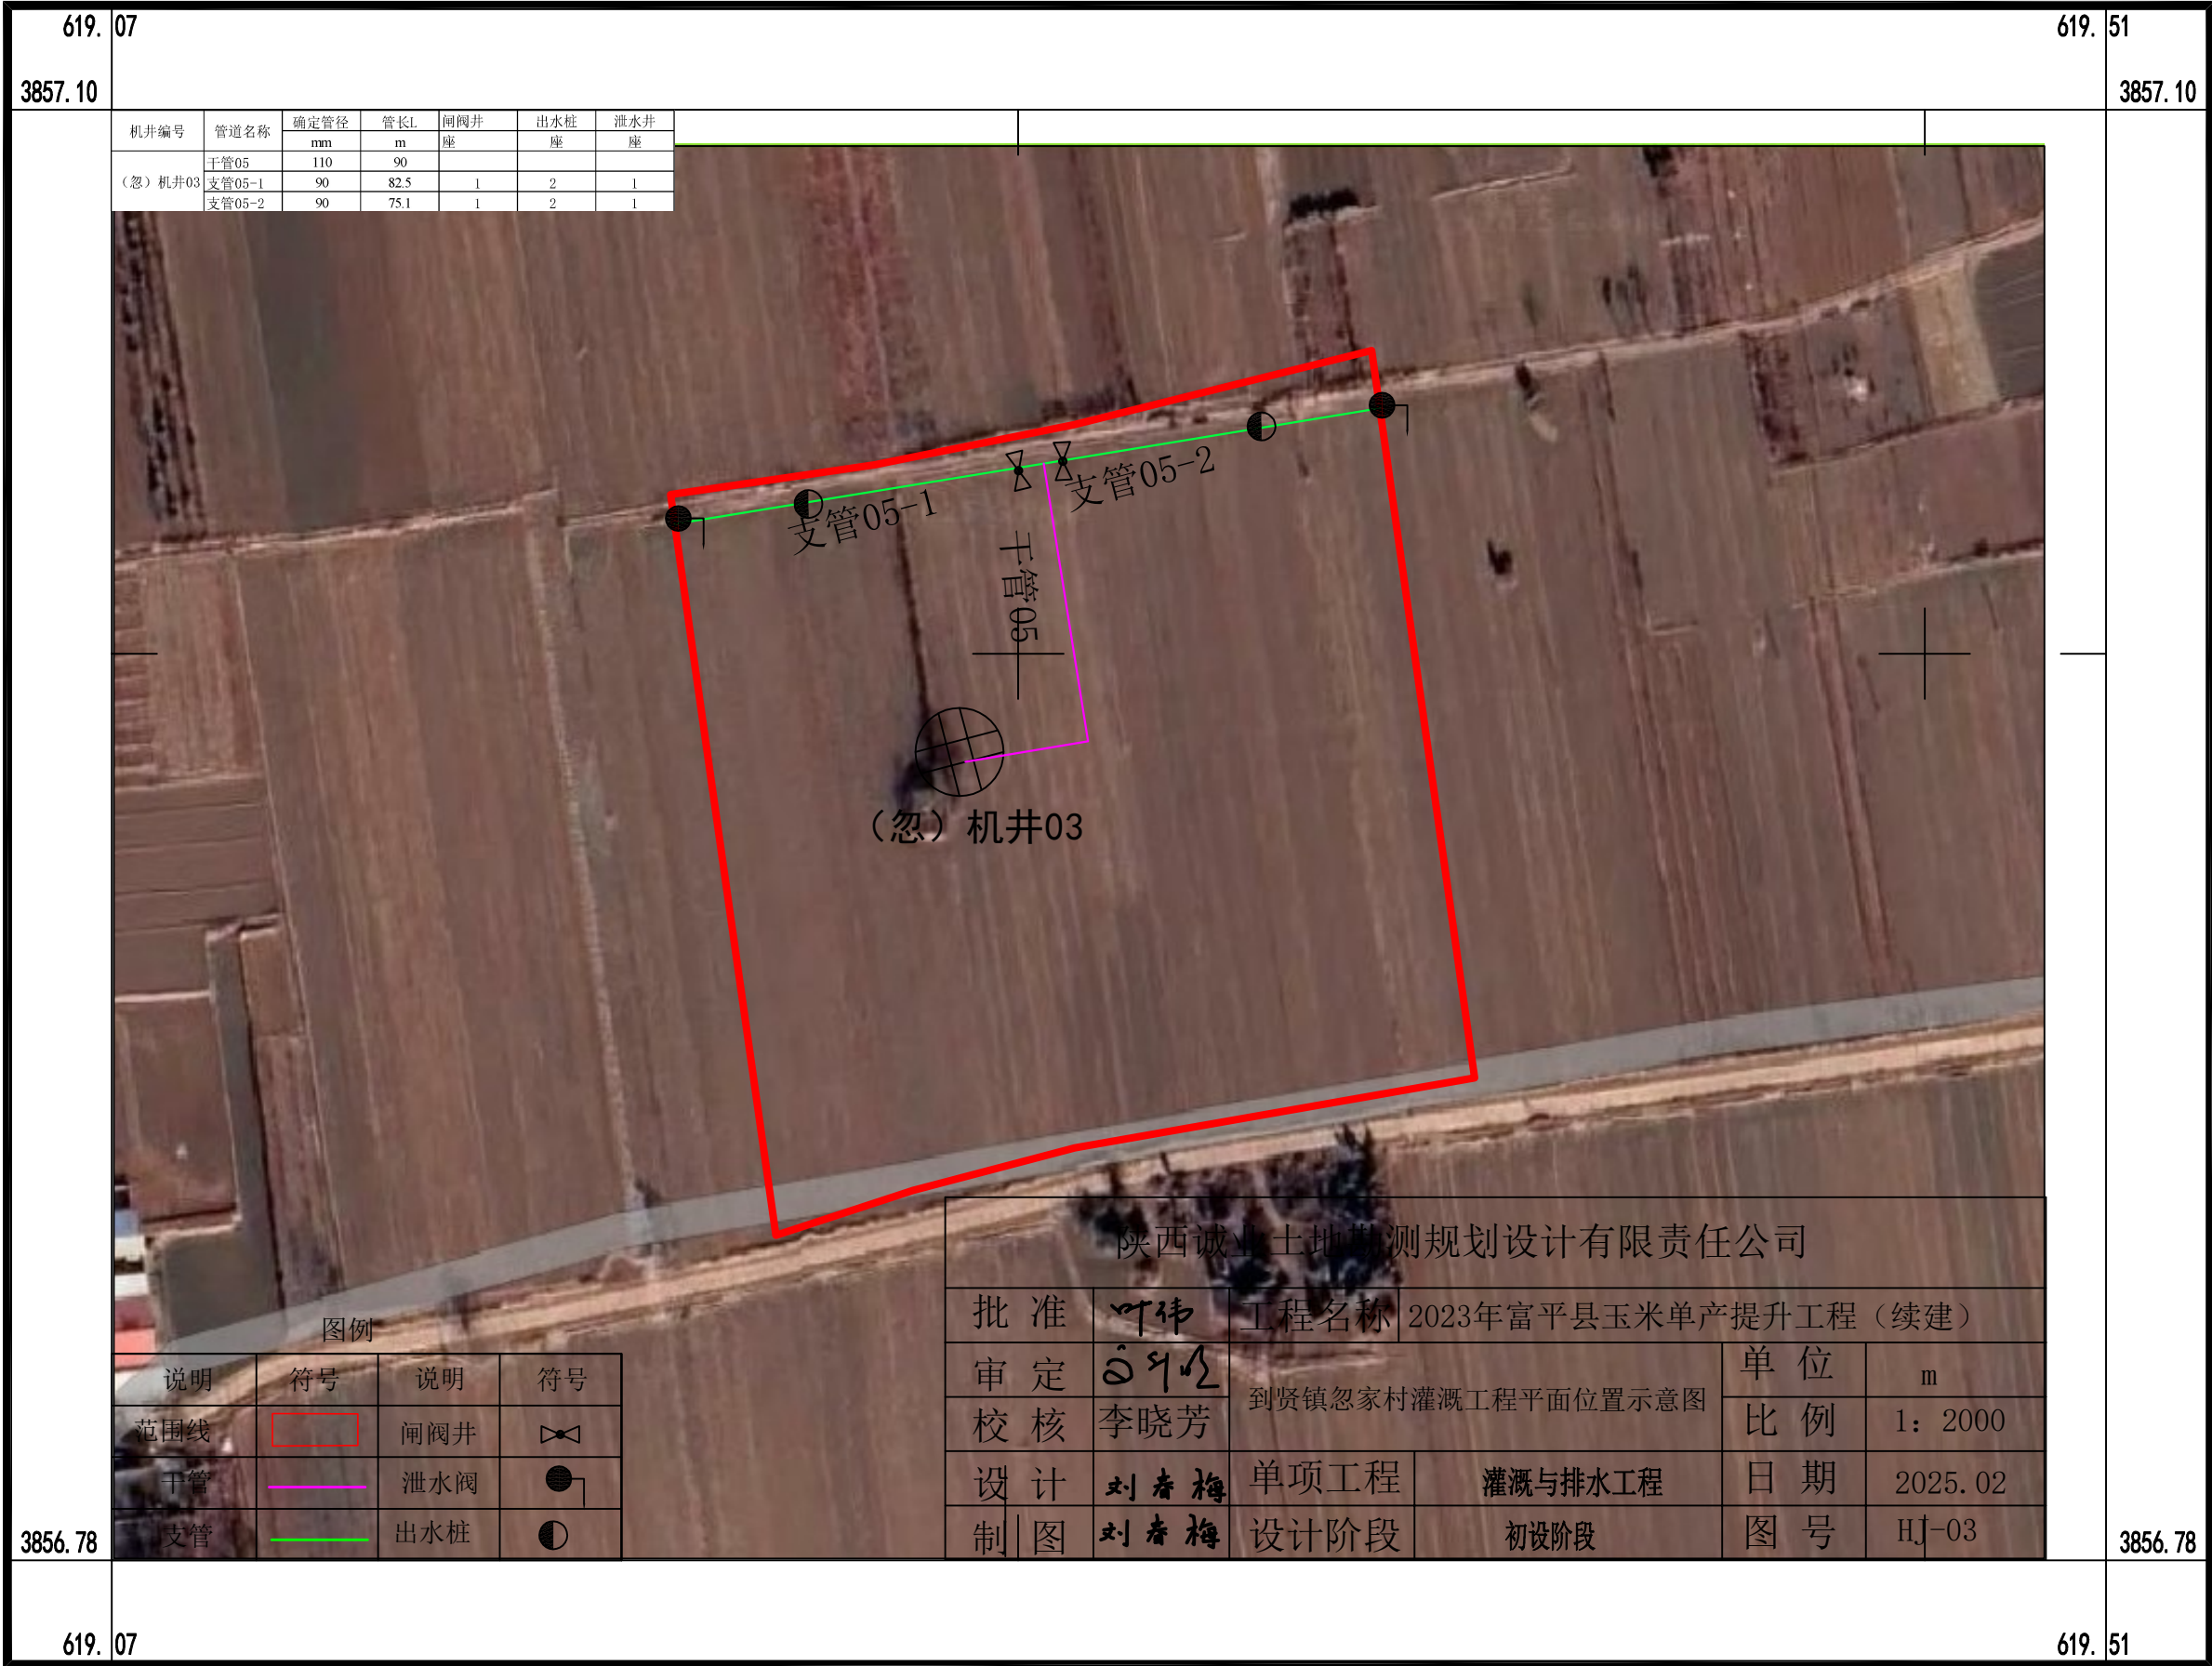 619.07
619.51
3857.10
3857.10
机井编号 管道名称 确定管径 管长L 闸阀井 出水桩 泄水井
mm m 座 座 座
(忽)机井03
干管05 110 90
支管05-1 90 82.5 1 2 1
支管05-2 90 75.1 1 2 1
支管05-2
支管05-1
干管05
(忽)机井03
陕西诚业土地勘测规划设计有限责任公司
批 准 叶伟 工程名称 2023年富平县玉米单产提升工程(续建)
审 定 单 位 m
到贤镇忽家村灌溉工程平面位置示意图
校 核 李晓芳 比 例 1: 2000
设 计 刘春梅 单项工程 灌溉与排水工程 日 期 2025.02
制 图 刘春梅 设计阶段 初设阶段 图 号 HJ-03
图例
说明 符号 说明 符号
范围线 闸阀井
干管 泄水阀
支管 出水桩
3856.78
3856.78
619.07
619.51